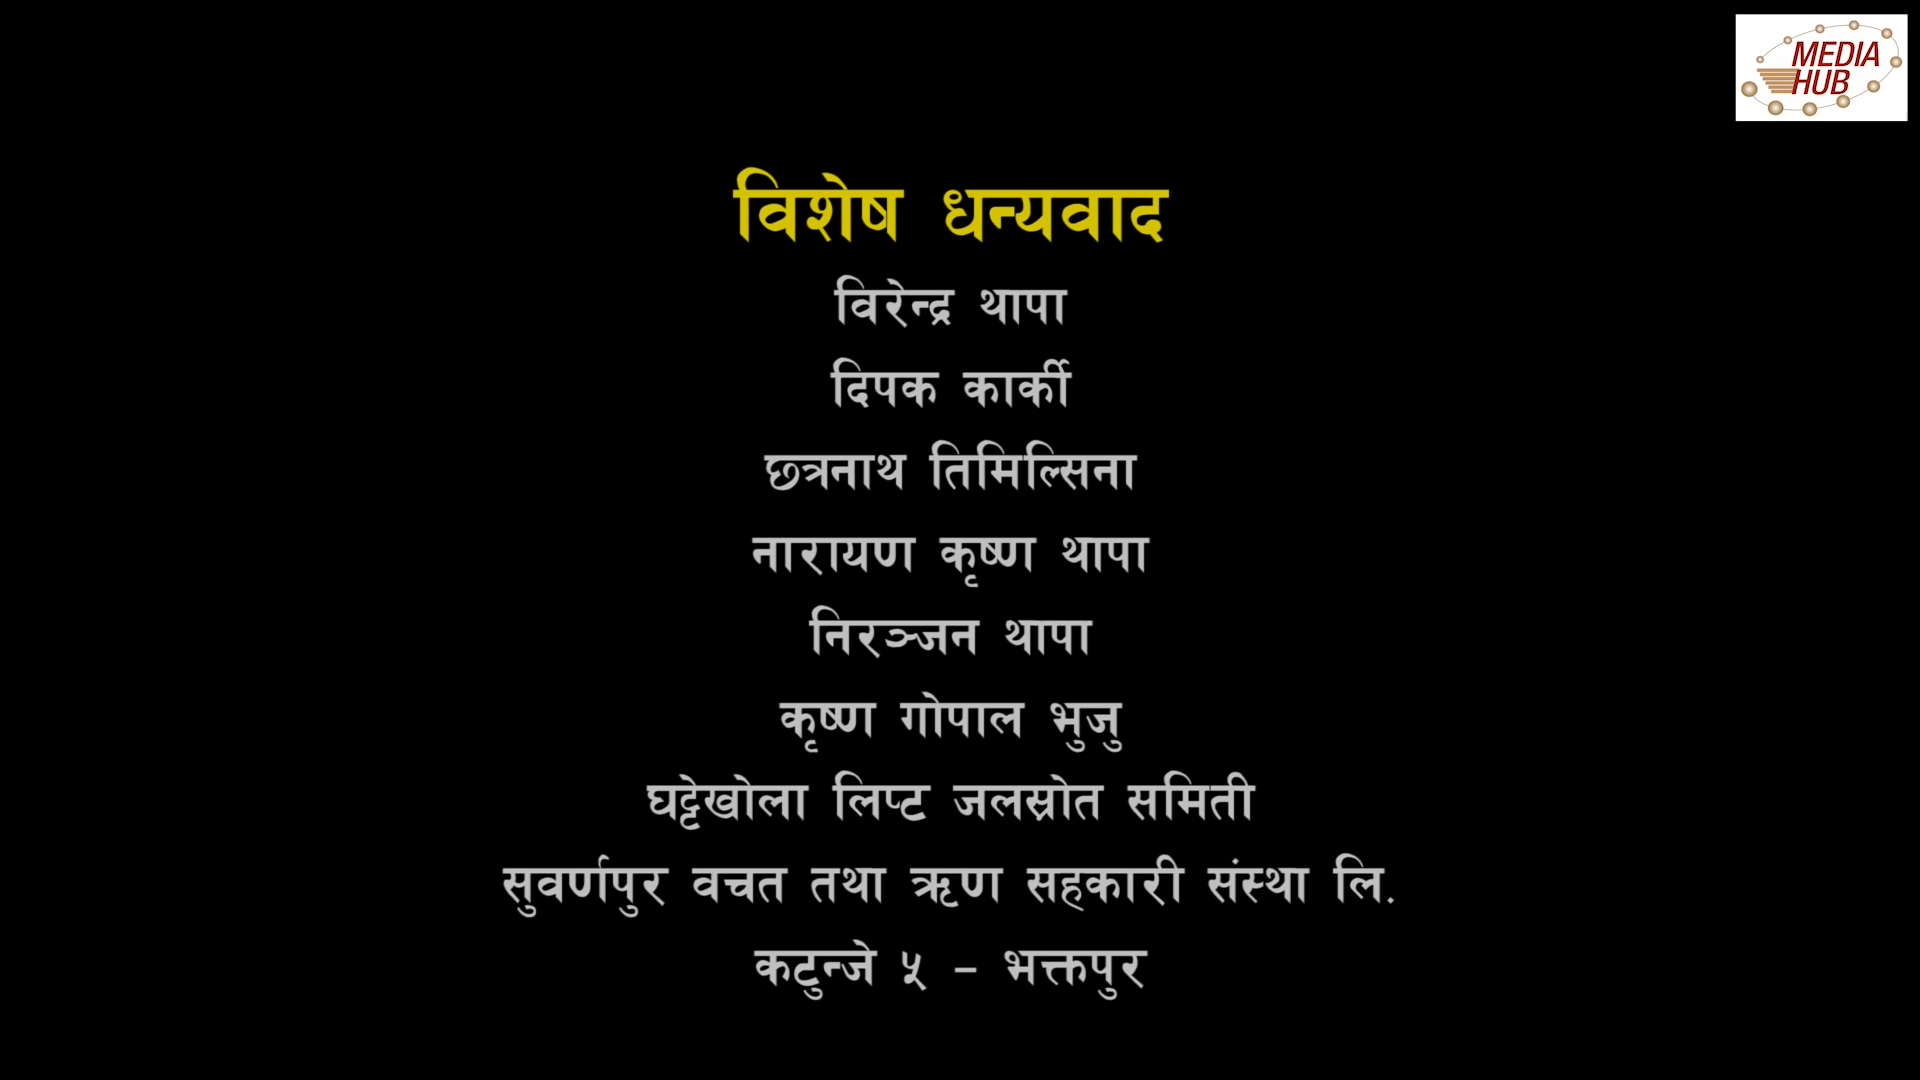 MEDIA
HUB
विशेष धन्यवाद
विरेन्द्र थापा
दिपक कार्की
छत्रनाथ तिमिल्सिना
नारायण कृष्ण थापा
निरञ्जन थापा
कृष्ण गोपाल भुजु
घट्टेखोला लिप्ट जलस्रोत समिती
सुवर्णपुर वचत तथा ऋण सहकारी संस्था लि.
कटुन्जे ५ - भक्तपुर